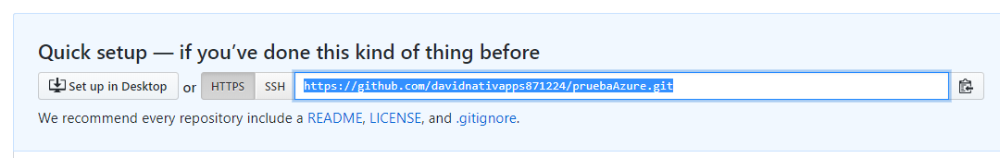 Quick setup — if you’ve done this kind of thing before
Set up in Desktop or HTTPS SSH https://github.com/davidnativapps871224/pruebaAzure.git
We recommend every repository include a README, LICENSE, and .gitignore.